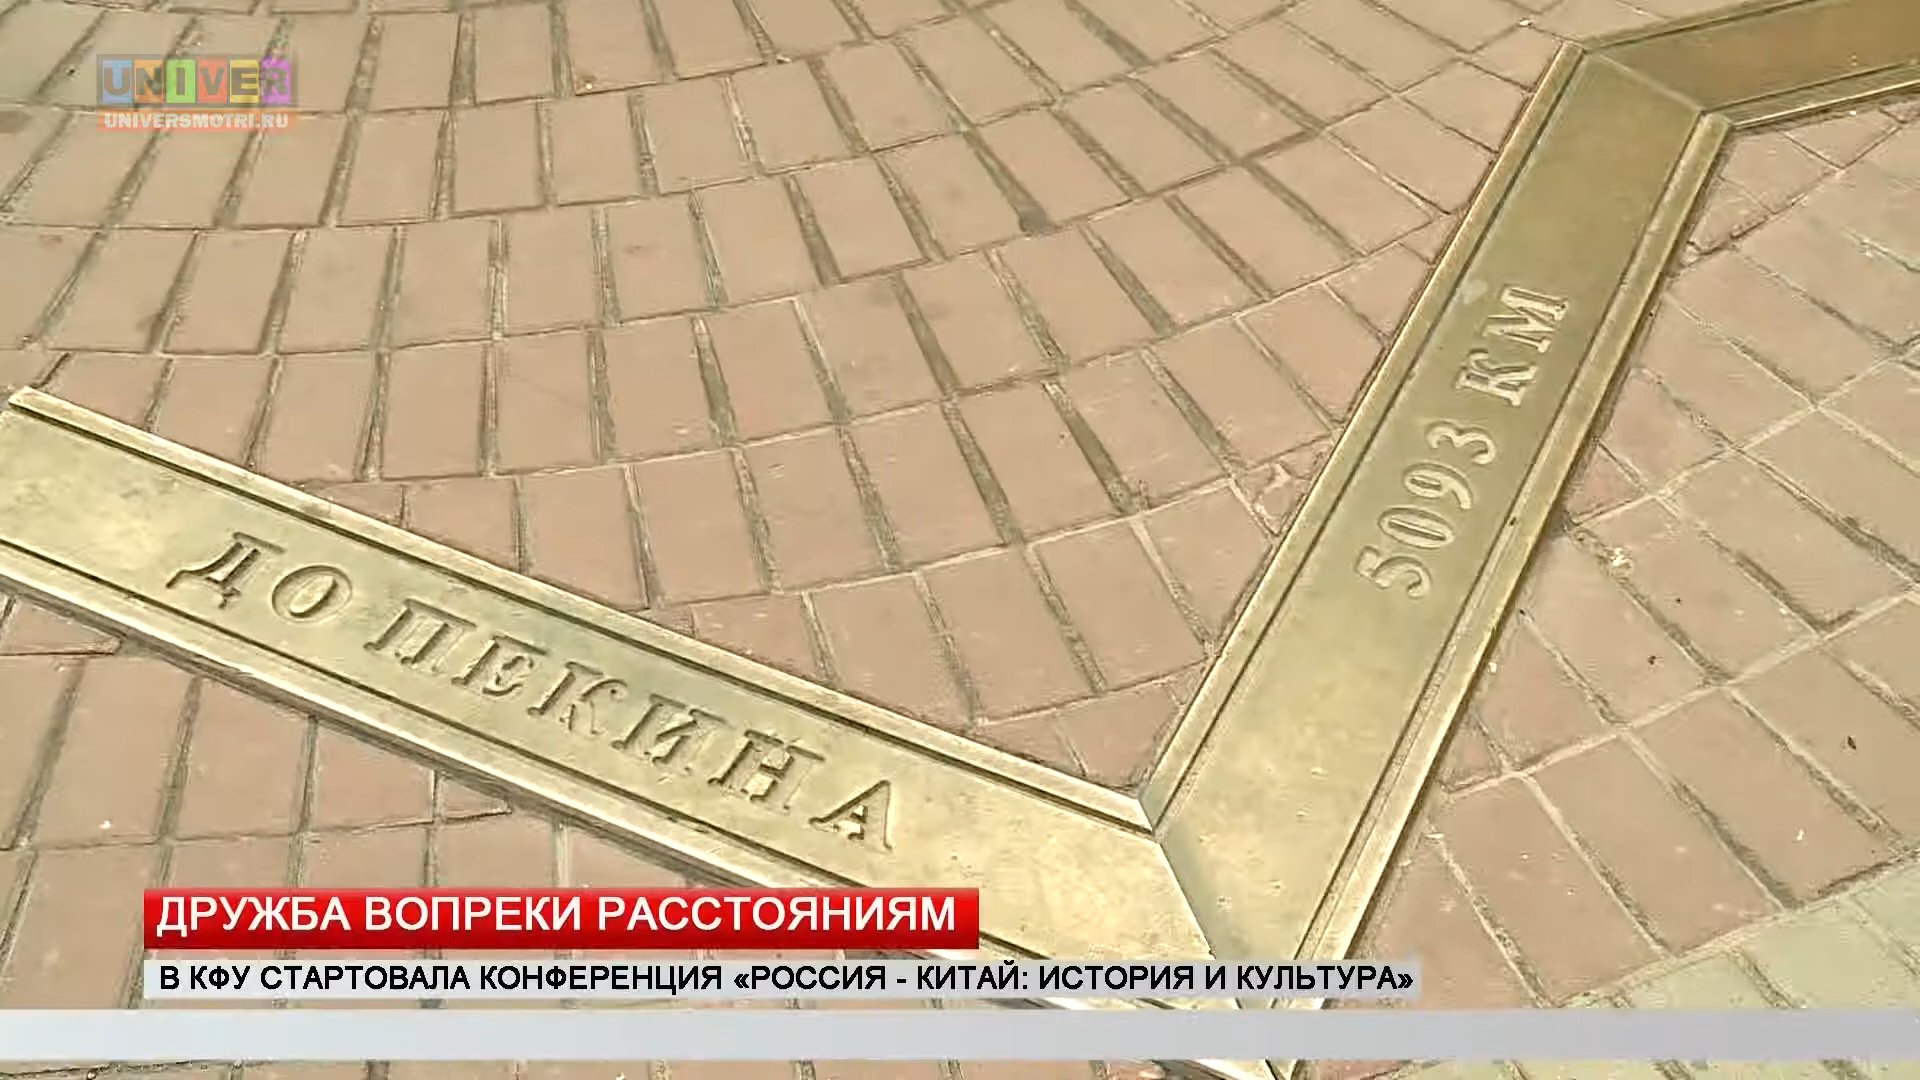 UNIVER
UNIVERSMOTRI.RU
5093 КМ
ДО ПЕКИНА
ДРУЖБА ВОПРЕКИ РАССТОЯНИЯМ
В КФУ СТАРТОВАЛА КОНФЕРЕНЦИЯ «РОССИЯ - КИТАЙ: ИСТОРИЯ И КУЛЬТУРА»